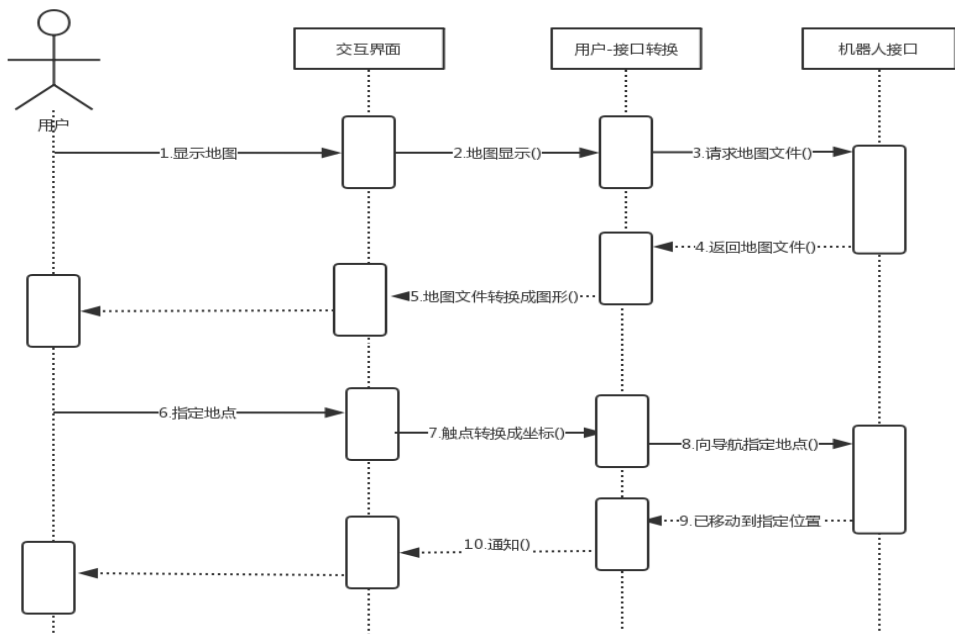 交互界面
用户-接口转换
机器人接口
用户
1.显示地图
2.地图显示()
3.请求地图文件()
4.返回地图文件()
5.地图文件转换成图形()
6.指定地点
7.触点转换成坐标()
8.向导航指定地点()
9.已移动到指定位置
10.通知()